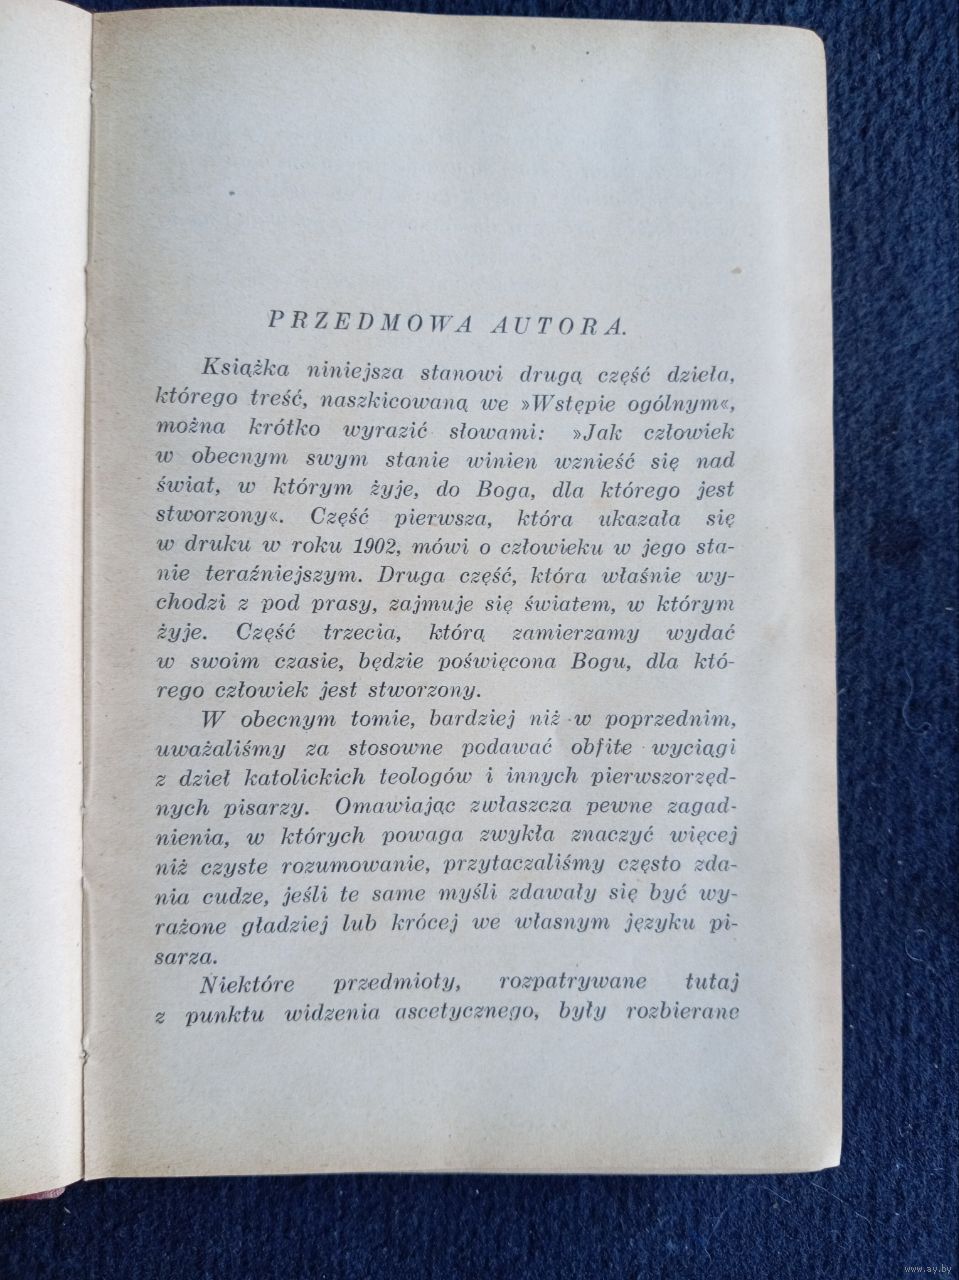 PRZEDMOWA AUTORA.
Książka niniejsza stanowi drugą część dzieła,
którego treść, naszkicowaną we »Wstępie ogólnym«,
można krótko wyrazić słowami: »Jak człowiek
w obecnym swym stanie winien wznieść się nad
świat, w którym żyje, do Boga, dla którego jest
stworzony«. Część pierwsza, która ukazała się
w druku w roku 1902, mówi o człowieku w jego sta-
nie teraźniejszym. Druga część, która właśnie wy-
chodzi z pod prasy, zajmuje się światem, w którym
żyje. Część trzecia, którą zamierzamy wydać
w swoim czasie, będzie poświęcona Bogu, dla któ-
rego człowiek jest stworzony.
W obecnym tomie, bardziej niż w poprzednim,
uważaliśmy za stosowne podawać obfite wyciągi
z dzieł katolickich teologów i innych pierwszorzęd-
nych pisarzy. Omawiając zwłaszcza pewne zagad-
nienia, w których powaga zwykła znaczyć więcej
niż czyste rozumowanie, przytaczaliśmy często zda-
nia cudze, jeśli te same myśli zdawały się być wy-
rażone gładziej lub krócej we własnym języku pi-
sarza.
Niektóre przedmioty, rozpatrywane tutaj
z punktu widzenia ascetycznego, były rozbierane
www.ay.by